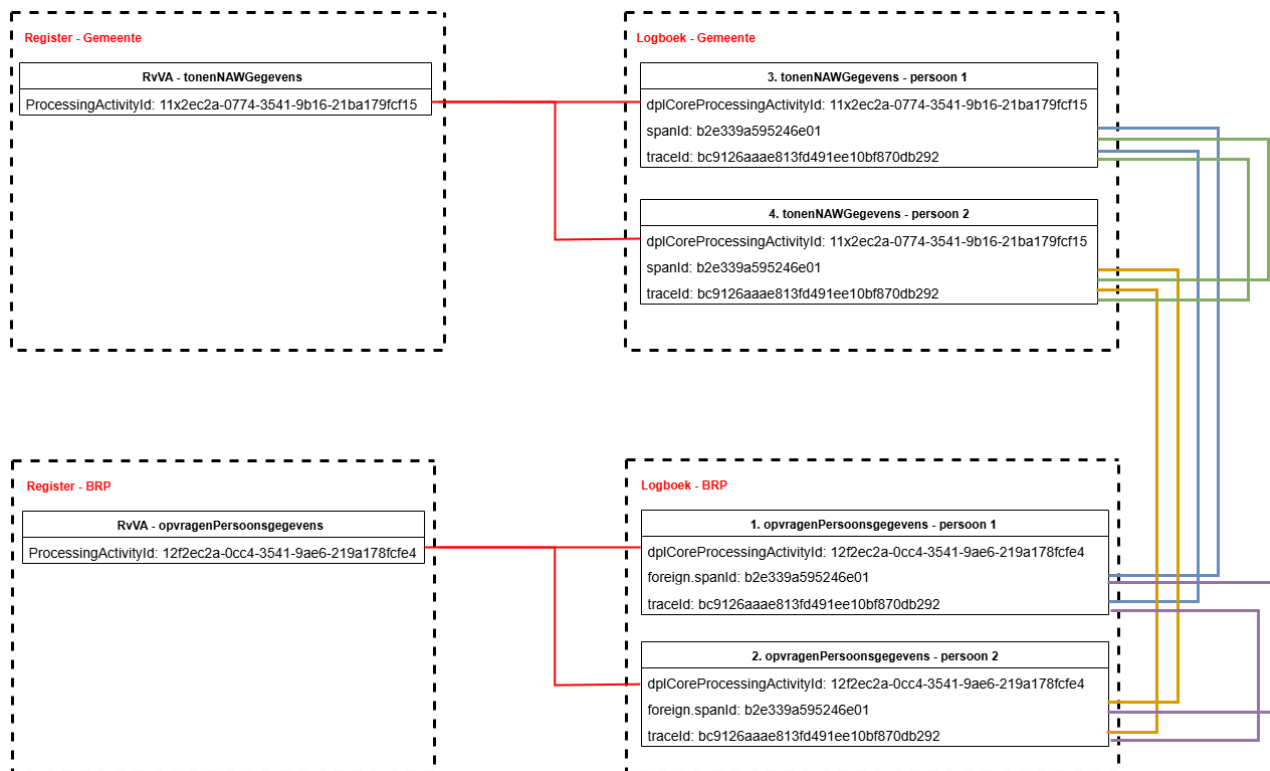 Register - Gemeente
RvVA - tonenNAWGegevens
ProcessingActivityId: 11x2ec2a-0774-3541-9b16-21ba179fcf15
Logboek - Gemeente
3. tonenNAWGegevens - persoon 1
dplCoreProcessingActivityId: 11x2ec2a-0774-3541-9b16-21ba179fcf15
spanId: b2e339a595246e01
traceId: bc9126aaae813fd491ee10bf870db292
4. tonenNAWGegevens - persoon 2
dplCoreProcessingActivityId: 11x2ec2a-0774-3541-9b16-21ba179fcf15
spanId: b2e339a595246e01
traceId: bc9126aaae813fd491ee10bf870db292
Register - BRP
RvVA - opvragenPersoonsgegevens
ProcessingActivityId: 12f2ec2a-0cc4-3541-9ae6-219a178fcfe4
Logboek - BRP
1. opvragenPersoonsgegevens - persoon 1
dplCoreProcessingActivityId: 12f2ec2a-0cc4-3541-9ae6-219a178fcfe4
foreign.spanId: b2e339a595246e01
traceId: bc9126aaae813fd491ee10bf870db292
2. opvragenPersoonsgegevens - persoon 2
dplCoreProcessingActivityId: 12f2ec2a-0cc4-3541-9ae6-219a178fcfe4
foreign.spanId: b2e339a595246e01
traceId: bc9126aaae813fd491ee10bf870db292